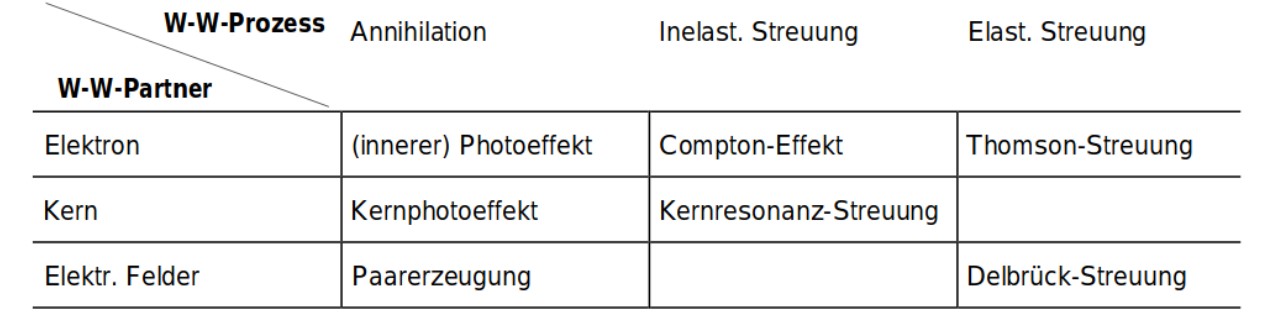 W-W-Prozess Annihilation Inelast. Streuung Elast. Streuung
W-W-Partner
Elektron (innerer) Photoeffekt Compton-Effekt Thomson-Streuung
Kern Kernphotoeffekt Kernresonanz-Streuung
Elektr. Felder Paarerzeugung Delbrück-Streuung